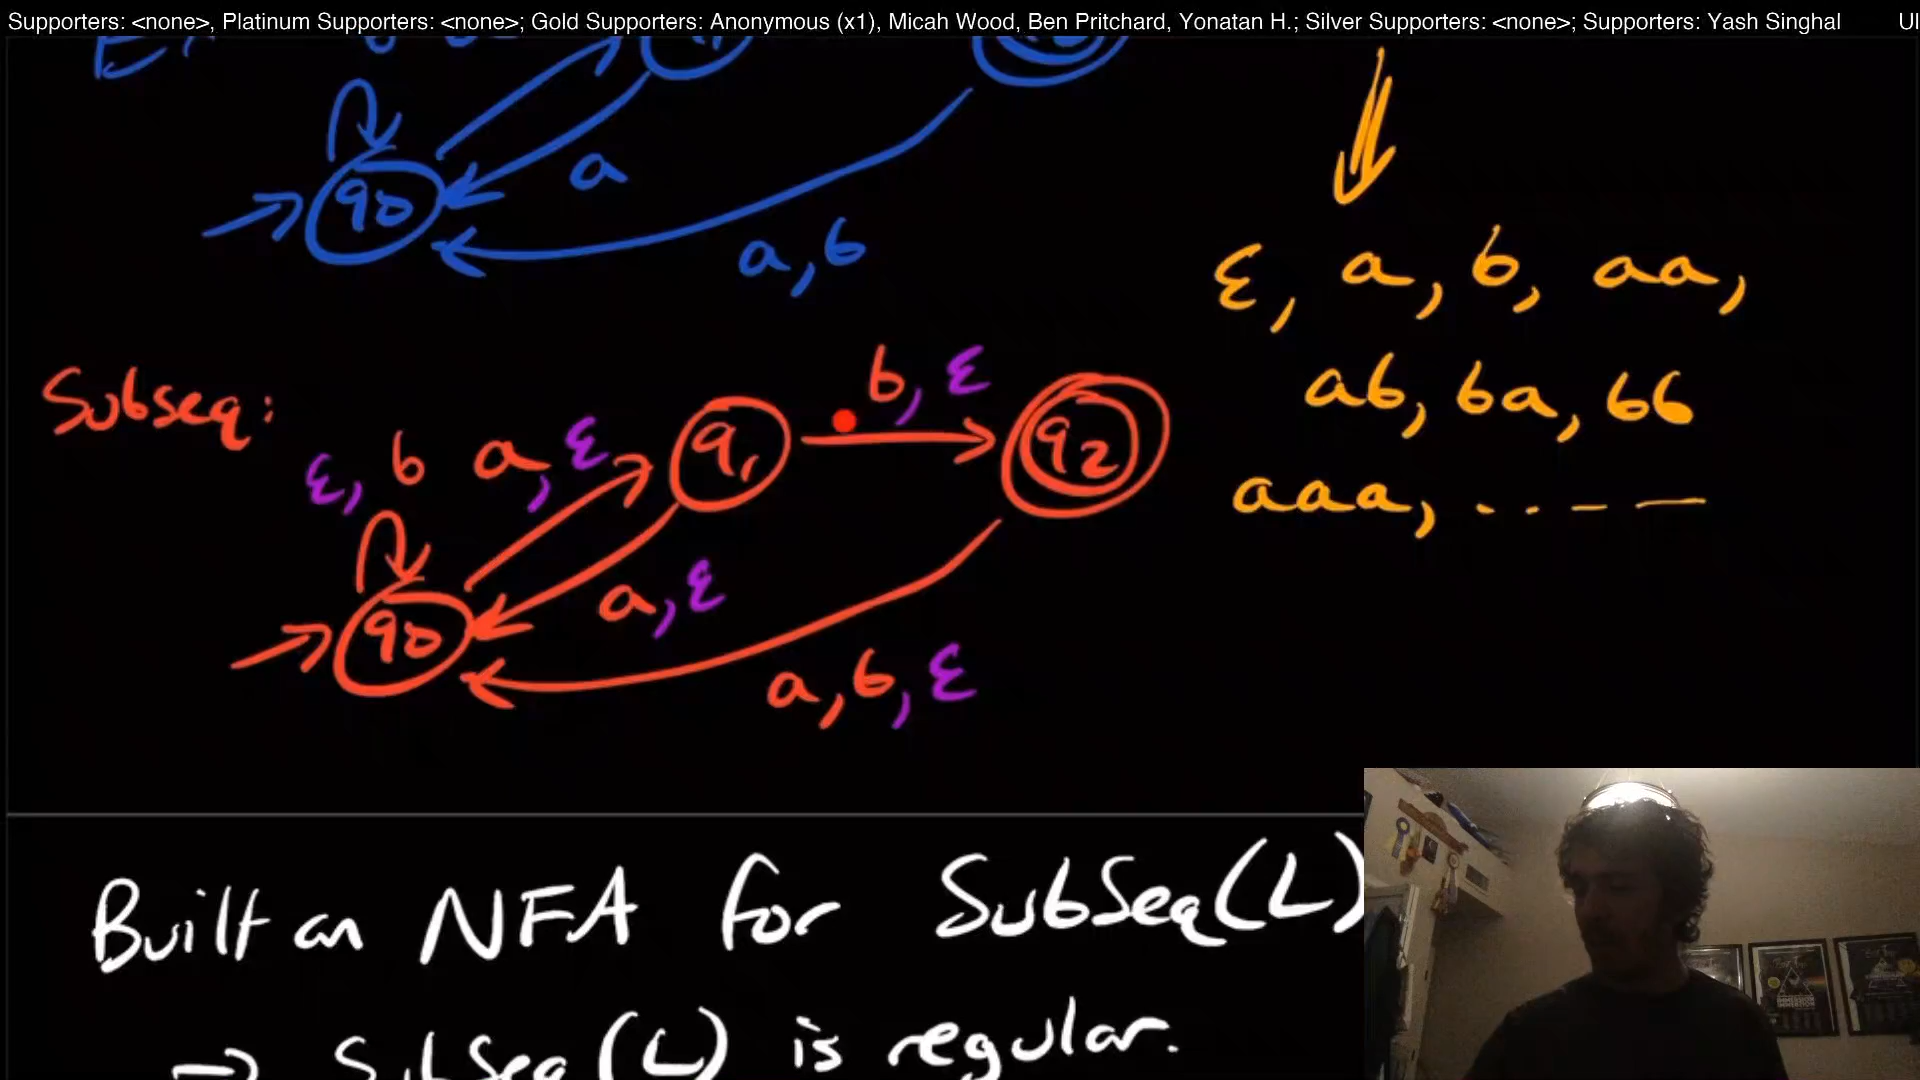 Supporters: <none>, Platinum Supporters: <none>; Gold Supporters: Anonymous (x1), Micah Wood, Ben Pritchard, Yonatan H.; Silver Supporters: <none>; Supporters: Yash Singhal
a
q0
a, b
ε, a, b, aa,
ab, ba, bb
aaa, ..--
Subseq:
b, ε
ε, b a, ε
q1
q2
a, ε
q0
a, b, ε
Built an NFA for SubSeq(L)
→ SubSeq(L) is regular.